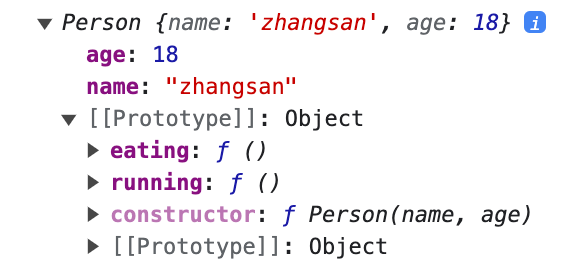 ▼ Person {name: 'zhangsan', age: 18} i
age: 18
name: "zhangsan"
▼ [[Prototype]]: Object
▶ eating: ƒ ()
▶ running: ƒ ()
▶ constructor: ƒ Person(name, age)
▶ [[Prototype]]: Object